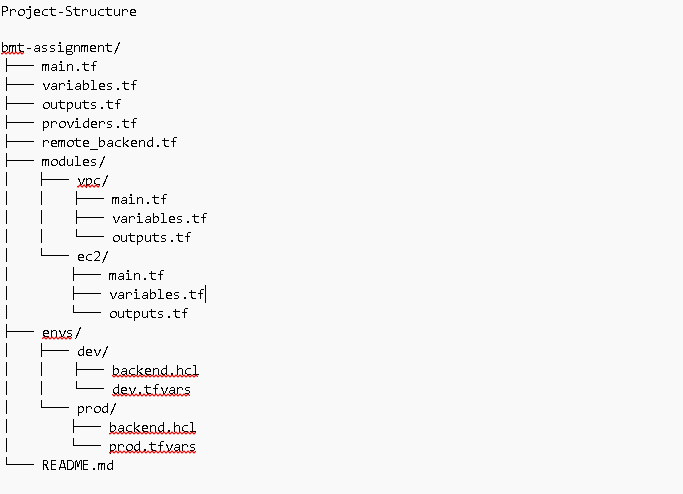 Project-Structure
bmt-assignment/
├── main.tf
├── variables.tf
├── outputs.tf
├── providers.tf
├── remote_backend.tf
├── modules/
│   ├── vpc/
│   │   ├── main.tf
│   │   ├── variables.tf
│   │   └── outputs.tf
│   └── ec2/
│       ├── main.tf
│       ├── variables.tf
│       └── outputs.tf
├── envs/
│   ├── dev/
│   │   ├── backend.hcl
│   │   └── dev.tfvars
│   └── prod/
│       ├── backend.hcl
│       └── prod.tfvars
└── README.md